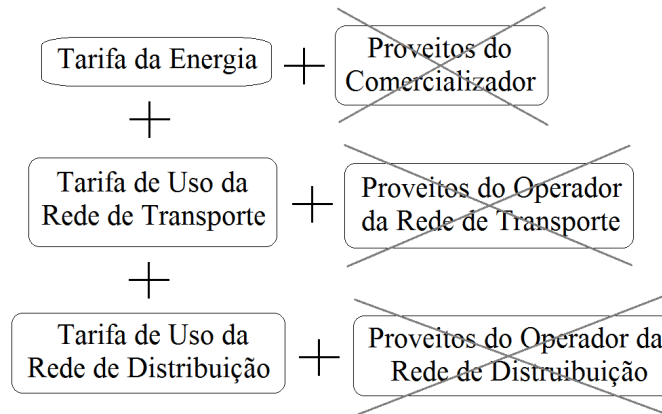 Tarifa da Energia
+
Proveitos do
Comercializador
+
Tarifa de Uso da
Rede de Transporte
+
Proveitos do Operador
da Rede de Transporte
+
Tarifa de Uso da
Rede de Distribuição
+
Proveitos do Operador da
Rede de Distruibuição